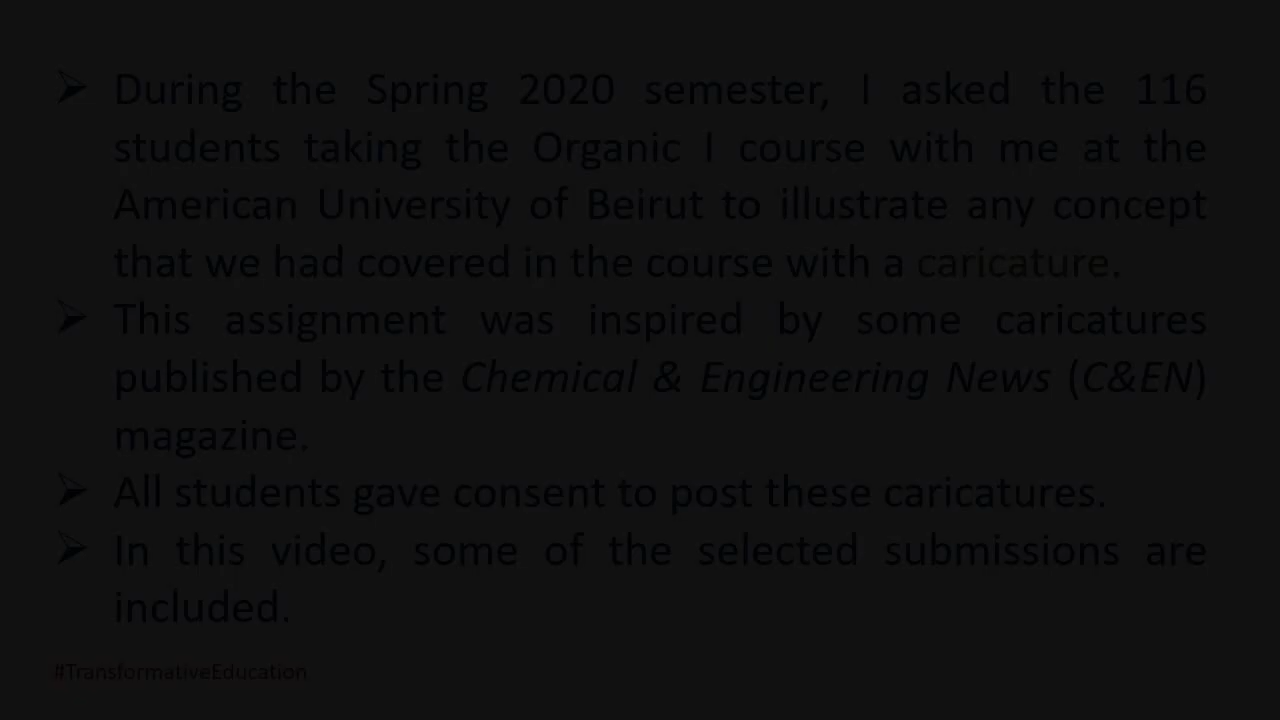 ➢ During the Spring 2020 semester, I asked the 116
students taking the Organic I course with me at the
American University of Beirut to illustrate any concept
that we had covered in the course with a caricature.
➢ This assignment was inspired by some caricatures
published by the Chemical & Engineering News (C&EN)
magazine.
➢ All students gave consent to post these caricatures.
➢ In this video, some of the selected submissions are
included.
#TransformativeEducation